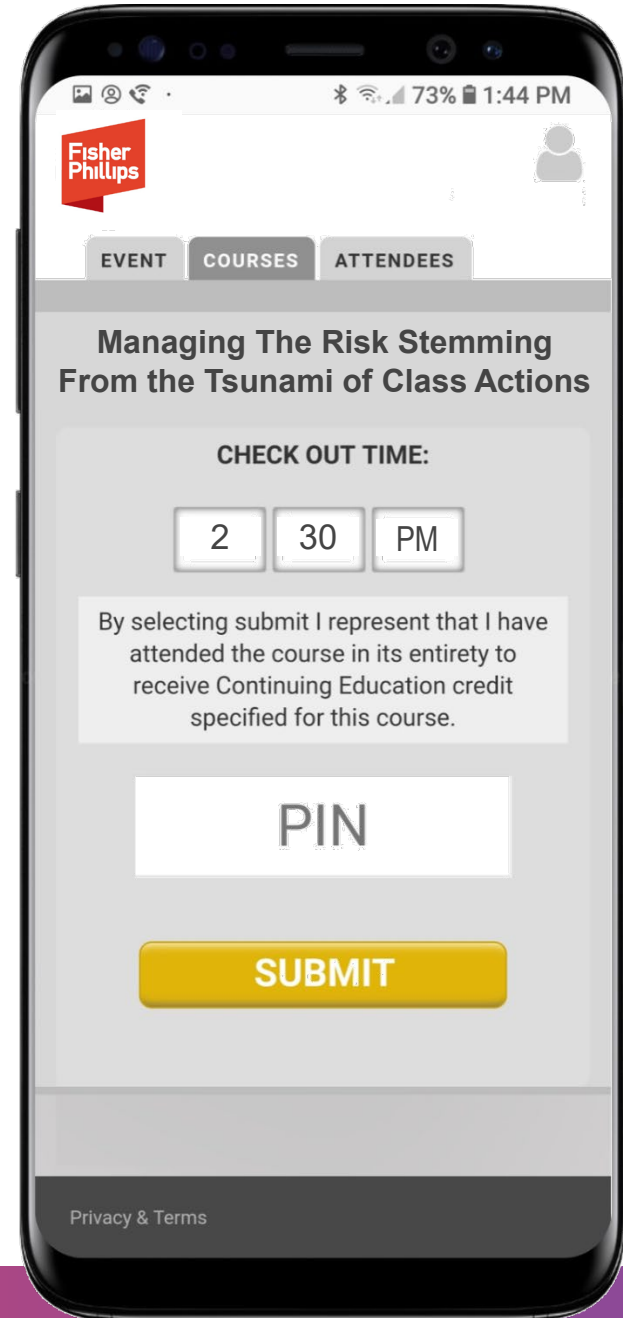 73% 1:44 PM
Fisher
Phillips
EVENT COURSES ATTENDEES
Managing The Risk Stemming
From the Tsunami of Class Actions
CHECK OUT TIME:
2 30 PM
By selecting submit I represent that I have
attended the course in its entirety to
receive Continuing Education credit
specified for this course.
PIN
SUBMIT
Privacy & Terms